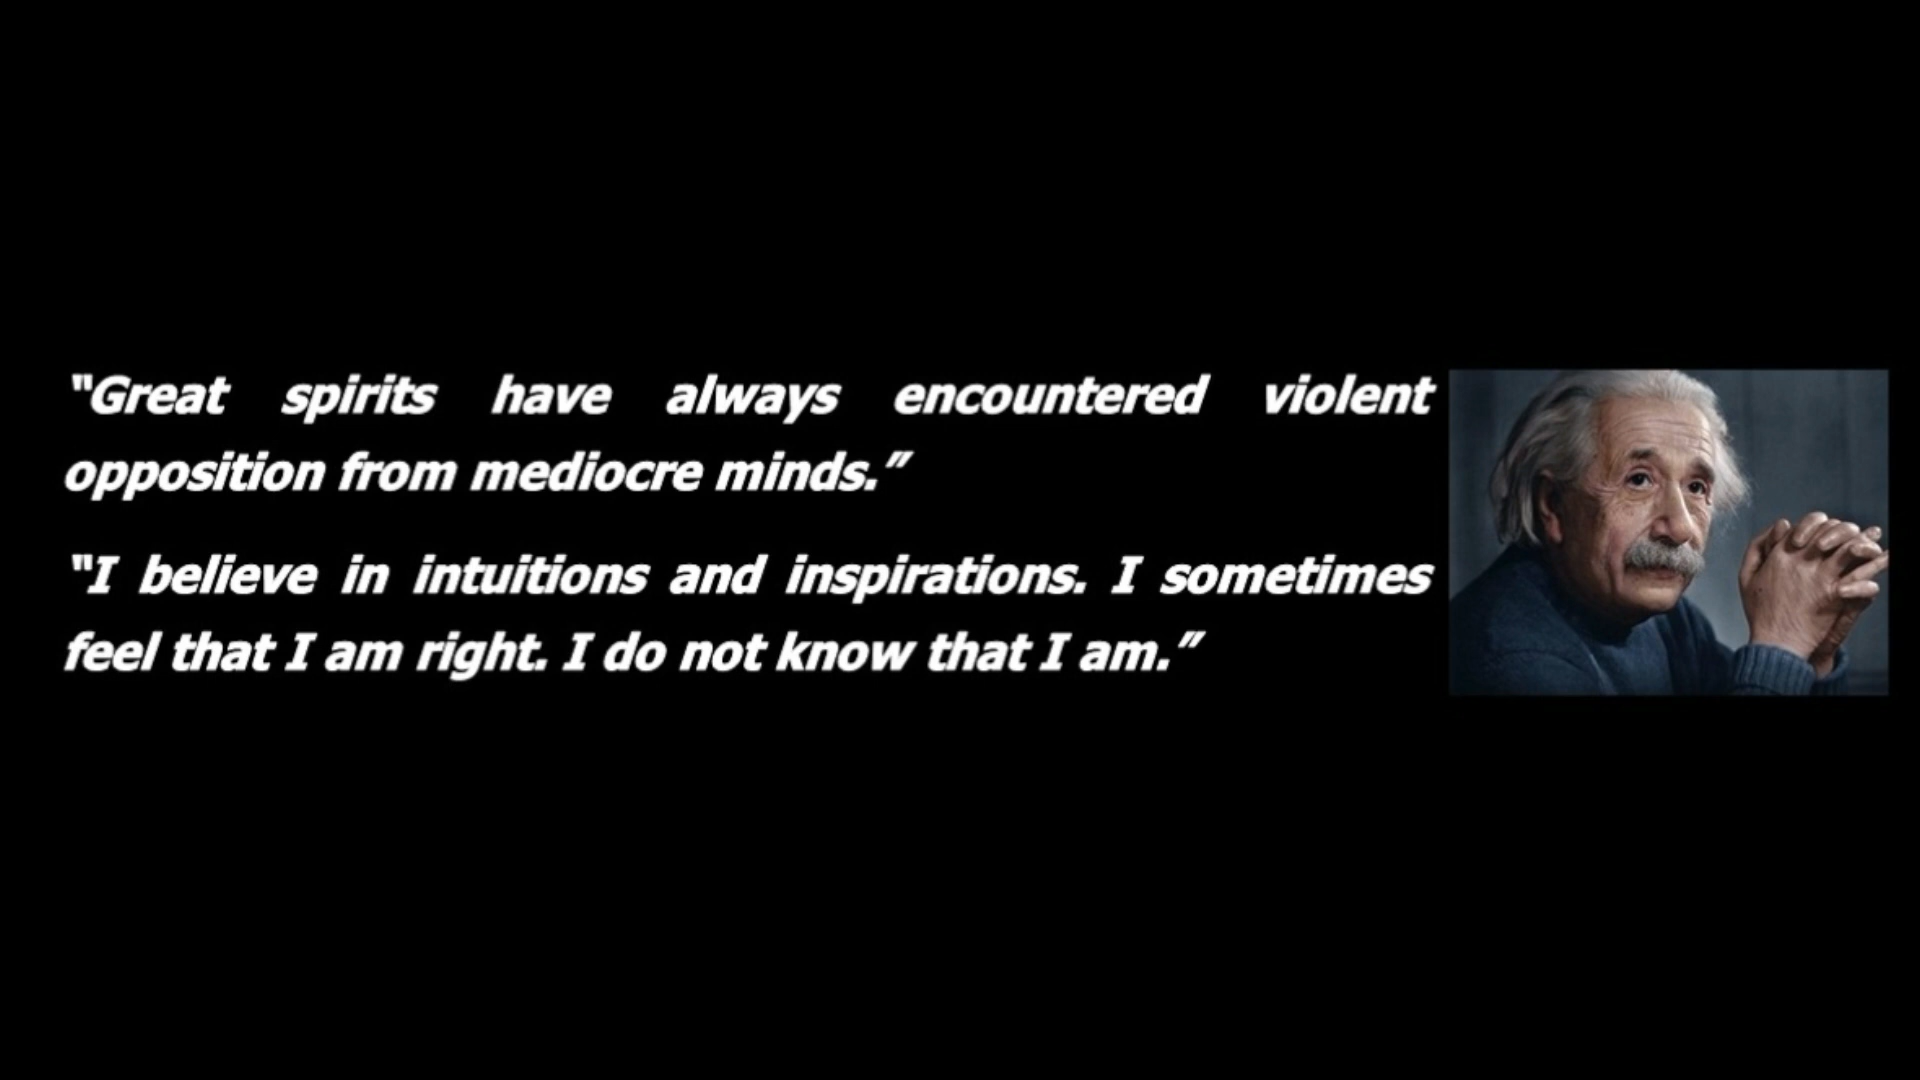 “Great spirits have always encountered violent
opposition from mediocre minds.”
“I believe in intuitions and inspirations. I sometimes
feel that I am right. I do not know that I am.”